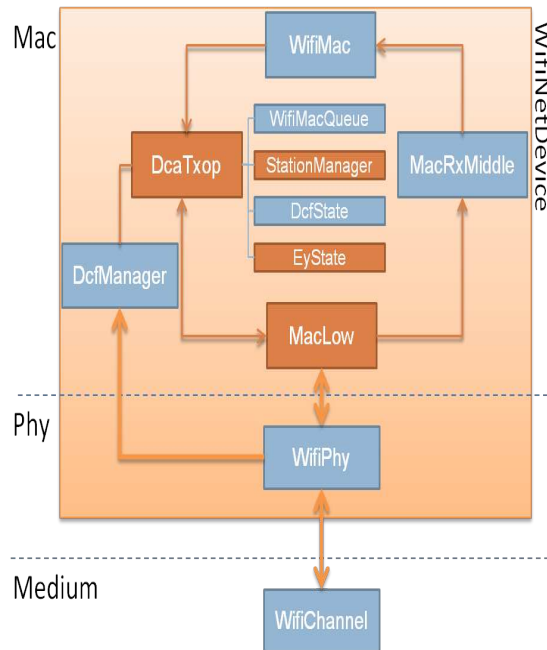 Mac
WifiMac
WifiNetDevice
WifiMacQueue
DcaTxop
StationManager
MacRxMiddle
DcfState
EyState
DcfManager
MacLow
Phy
WifiPhy
Medium
WifiChannel